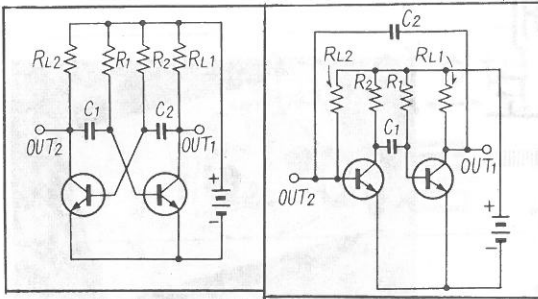 RL2 R1 R2 RL1
C1 C2
OUT2 OUT1
+
-
C2
RL2 RL1
R2 R1
C1
OUT2 OUT1
+
-